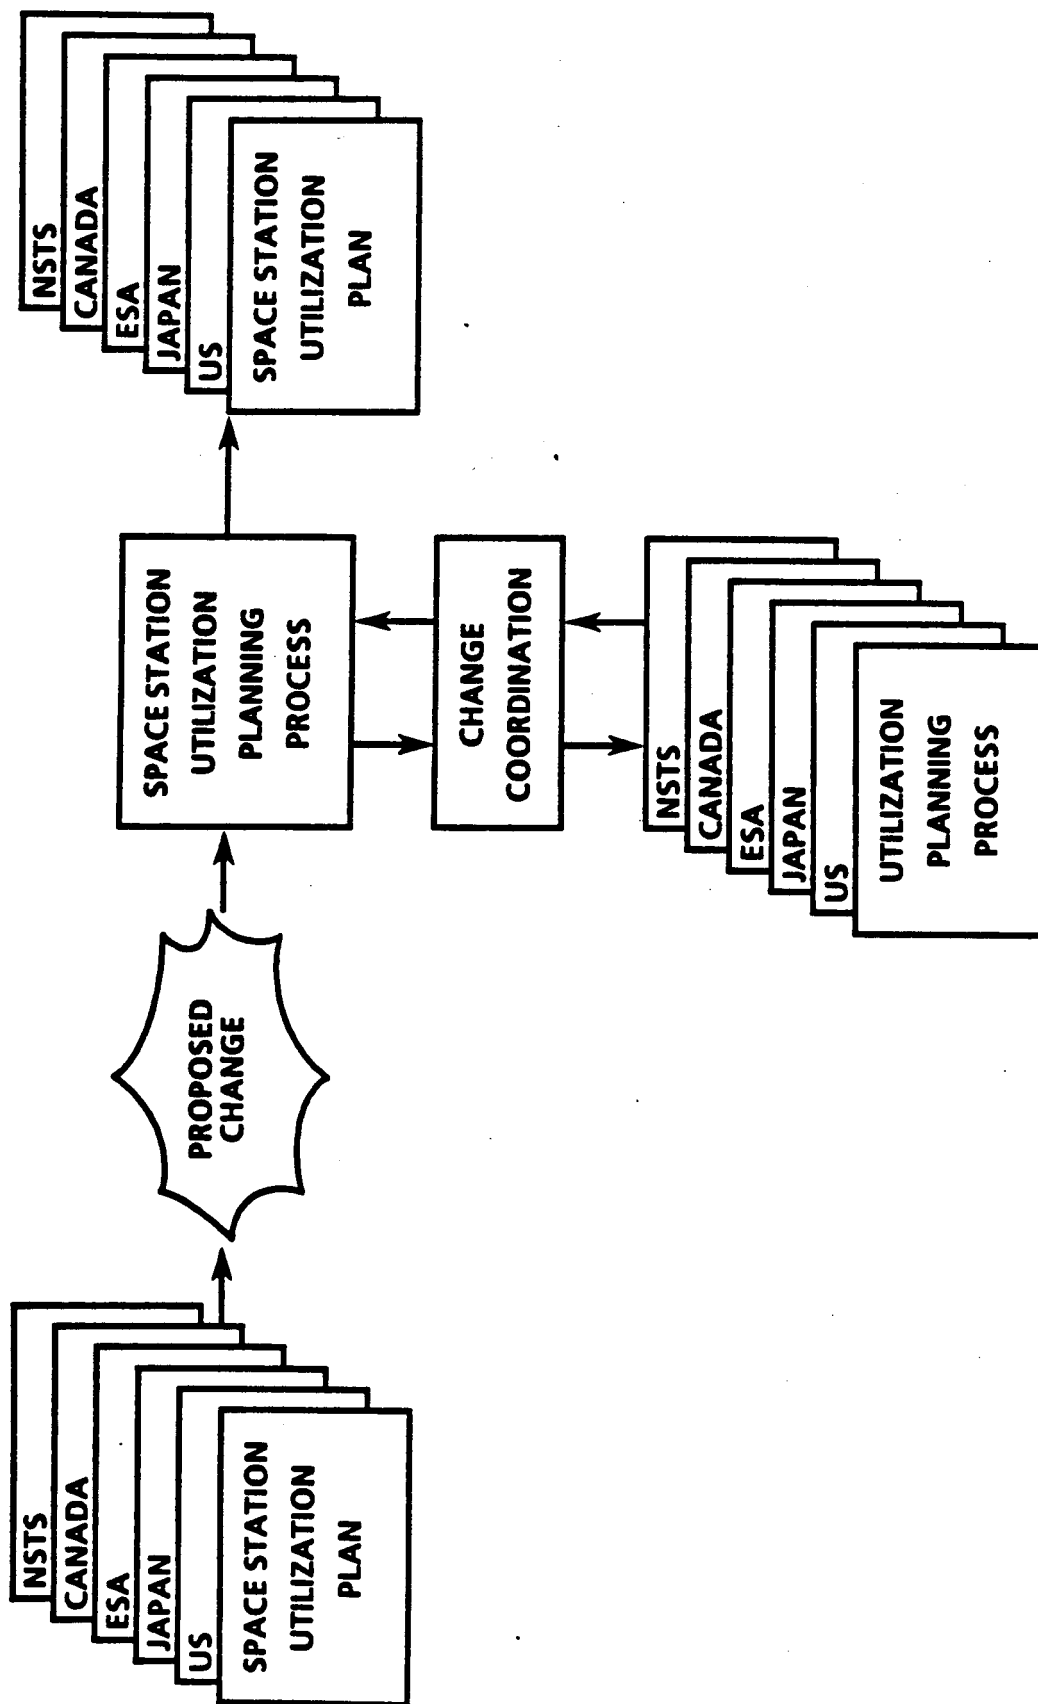 NSTS
CANADA
ESA
JAPAN
US
SPACE STATION
UTILIZATION
PLAN
PROPOSED
CHANGE
SPACE STATION
UTILIZATION
PLANNING
PROCESS
CHANGE
COORDINATION
NSTS
CANADA
ESA
JAPAN
US
UTILIZATION
PLANNING
PROCESS
NSTS
CANADA
ESA
JAPAN
US
SPACE STATION
UTILIZATION
PLAN